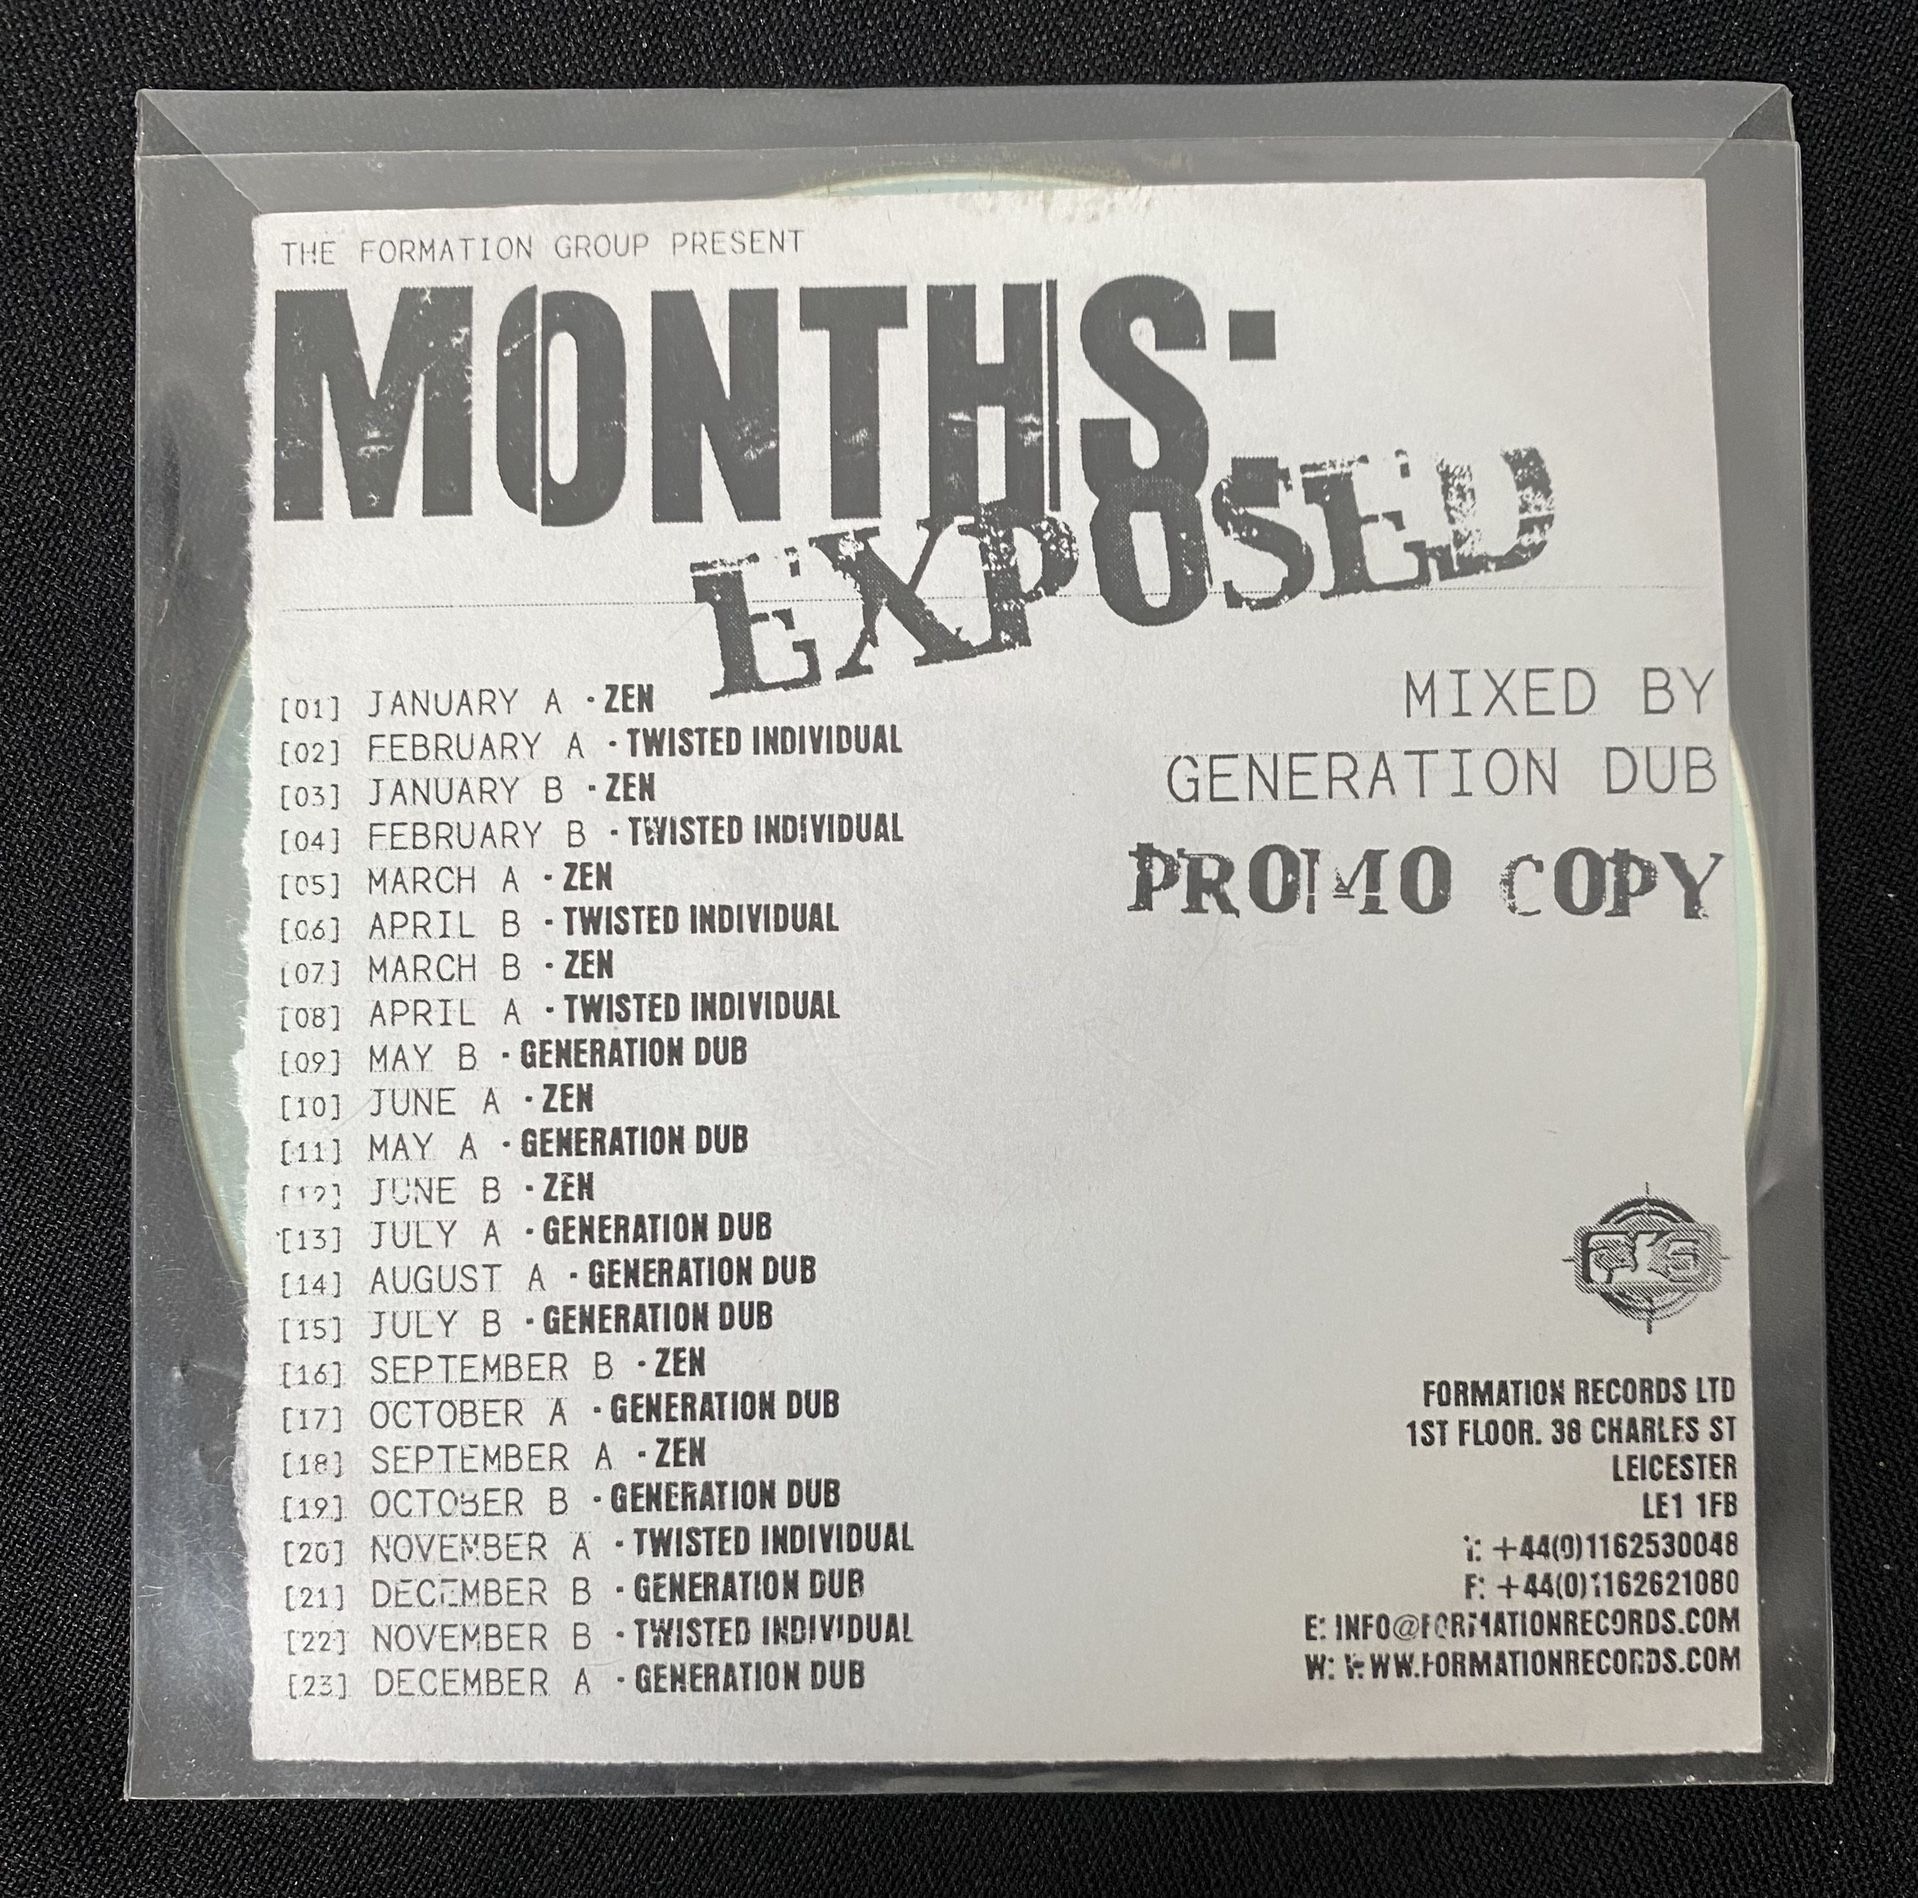 THE FORMATION GROUP PRESENT
MONTHS:
EXPOSED
[01] JANUARY A - ZEN
[02] FEBRUARY A - TWISTED INDIVIDUAL
[03] JANUARY B - ZEN
[04] FEBRUARY B - TWISTED INDIVIDUAL
[05] MARCH A - ZEN
[06] APRIL B - TWISTED INDIVIDUAL
[07] MARCH B - ZEN
[08] APRIL A - TWISTED INDIVIDUAL
[09] MAY B - GENERATION DUB
[10] JUNE A - ZEN
[11] MAY A - GENERATION DUB
[12] JUNE B - ZEN
[13] JULY A - GENERATION DUB
[14] AUGUST A - GENERATION DUB
[15] JULY B - GENERATION DUB
[16] SEPTEMBER B - ZEN
[17] OCTOBER A - GENERATION DUB
[18] SEPTEMBER A - ZEN
[19] OCTOBER B - GENERATION DUB
[20] NOVEMBER A - TWISTED INDIVIDUAL
[21] DECEMBER B - GENERATION DUB
[22] NOVEMBER B - TWISTED INDIVIDUAL
[23] DECEMBER A - GENERATION DUB
MIXED BY
GENERATION DUB
PROMO COPY
FORMATION RECORDS LTD
1ST FLOOR. 38 CHARLES ST
LEICESTER
LE1 1FB
T: +44(0)1162530048
F: +44(0)1162621080
E: INFO@FORMATIONRECORDS.COM
W: WWW.FORMATIONRECORDS.COM